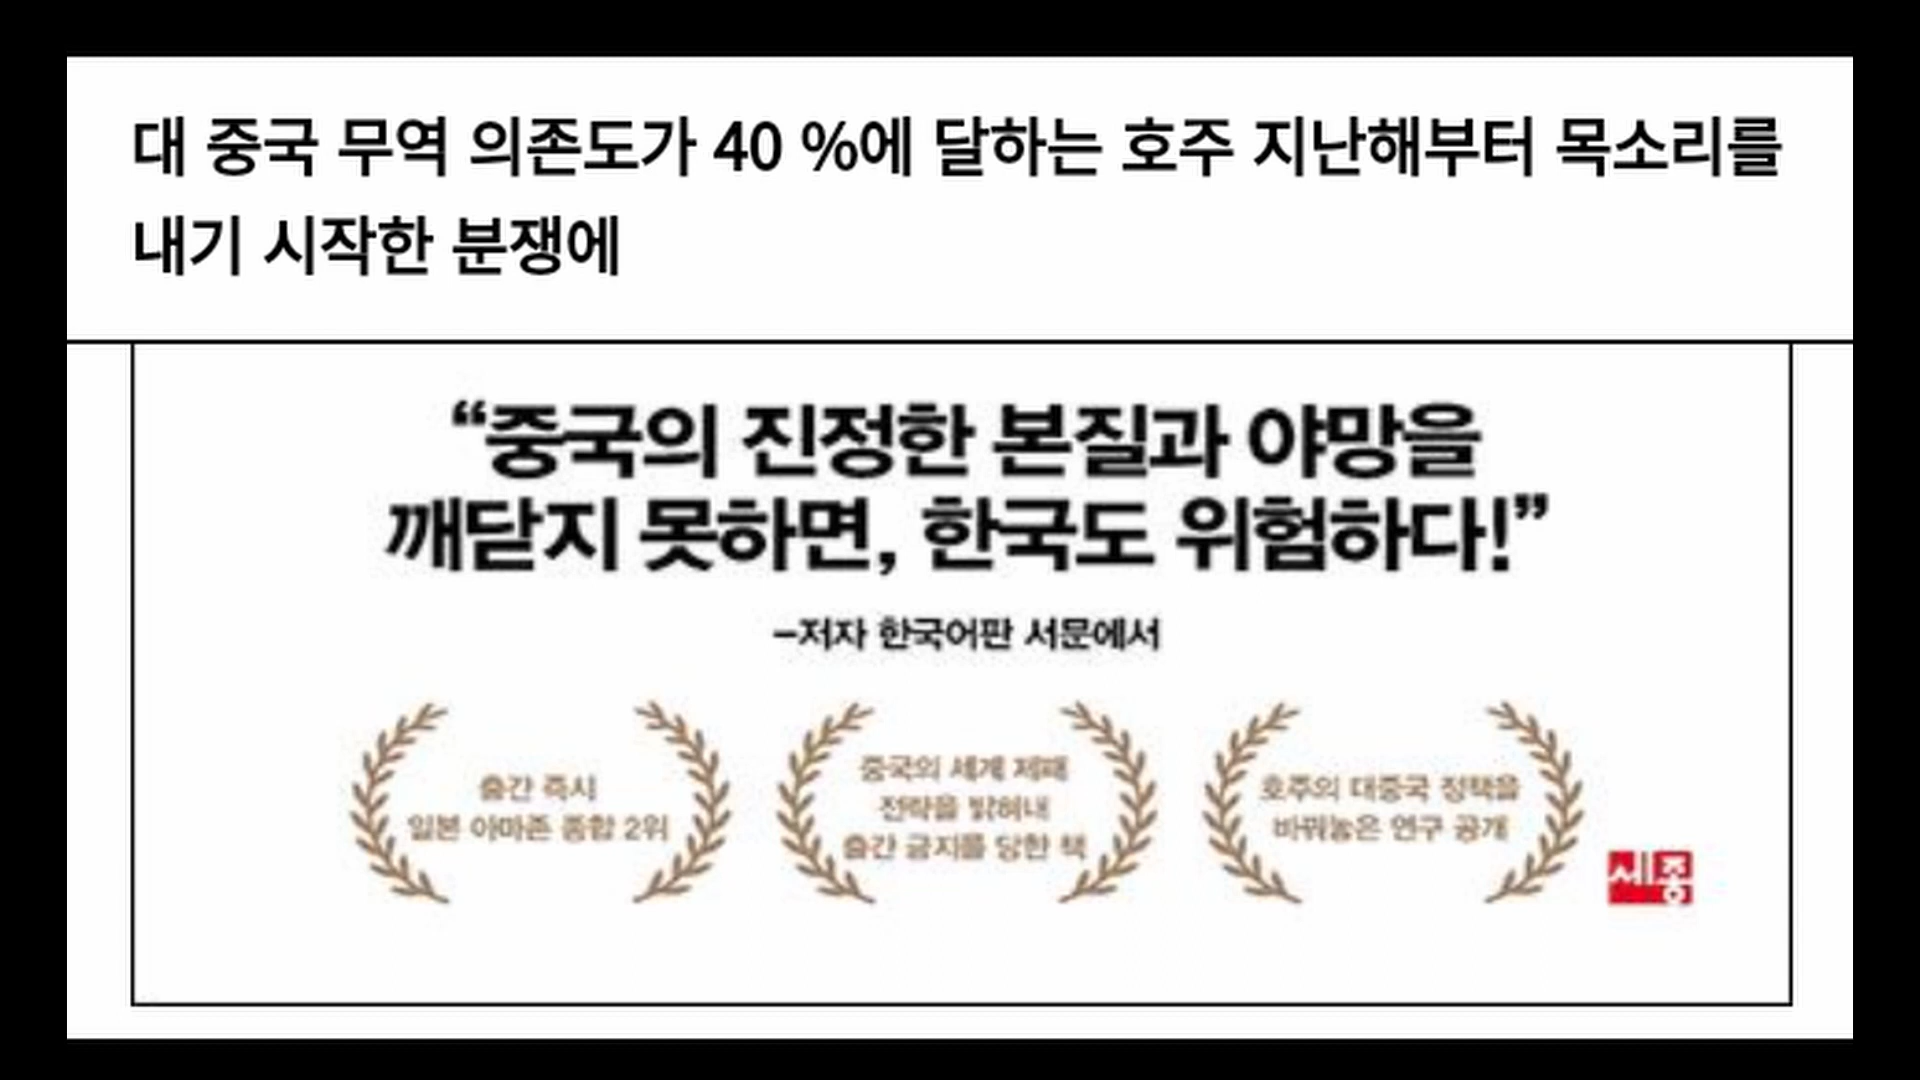 대 중국 무역 의존도가 40 %에 달하는 호주 지난해부터 목소리를
내기 시작한 분쟁에
“중국의 진정한 본질과 야망을
깨닫지 못하면, 한국도 위험하다!”
–저자 한국어판 서문에서
출간 즉시
일본 아마존 종합 2위
중국의 세계 제패
전략을 밝혀내
출간 금지를 당한 책
호주의 대중국 정책을
바꿔놓은 연구 공개
세종